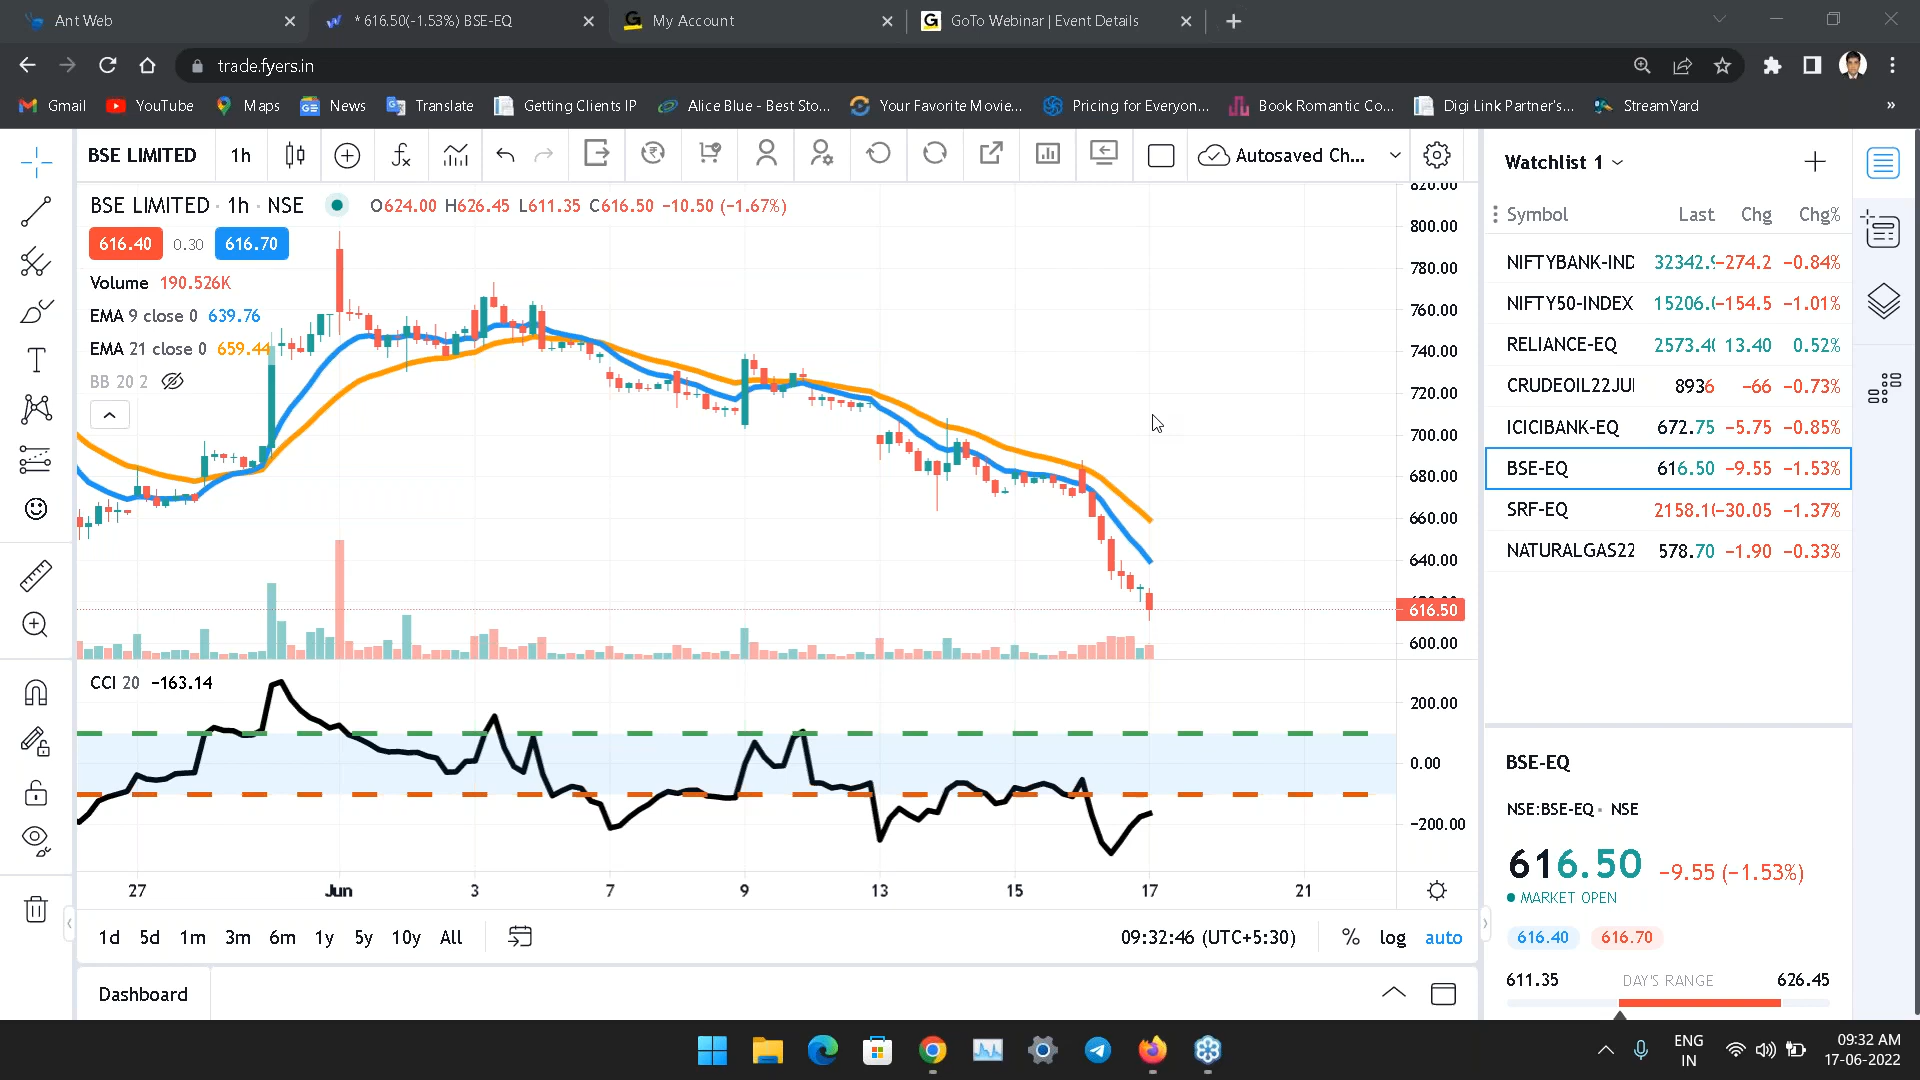 Ant Web
* 616.50(-1.53%) BSE-EQ
My Account
GoTo Webinar | Event Details
trade.fyers.in
Gmail
YouTube
Maps
News
Translate
Getting Clients IP
Alice Blue - Best Sto...
Your Favorite Movie...
Pricing for Everyon...
Book Romantic Co...
Digi Link Partner's...
StreamYard
»
BSE LIMITED
1h
Autosaved Ch...
BSE LIMITED · 1h · NSE
O624.00 H626.45 L611.35 C616.50 −10.50 (−1.67%)
616.40 0.30 616.70
Volume 190.526K
EMA 9 close 0 639.76
EMA 21 close 0 659.44
BB 20 2
820.00
800.00
780.00
760.00
740.00
720.00
700.00
680.00
660.00
640.00
616.50
600.00
CCI 20 −163.14
200.00
0.00
−200.00
27 Jun 3 7 9 13 15 17 21
1d 5d 1m 3m 6m 1y 5y 10y All
09:32:46 (UTC+5:30)
% log auto
Dashboard
Watchlist 1
Symbol Last Chg Chg%
NIFTYBANK-IND 32342. −274.2 −0.84%
NIFTY50-INDEX 15206. −154.5 −1.01%
RELIANCE-EQ 2573.4 13.40 0.52%
CRUDEOIL22JU 8936 −66 −0.73%
ICICIBANK-EQ 672.75 −5.75 −0.85%
BSE-EQ 616.50 −9.55 −1.53%
SRF-EQ 2158.1 −30.05 −1.37%
NATURALGAS22 578.70 −1.90 −0.33%
BSE-EQ
NSE:BSE-EQ · NSE
616.50 −9.55 (−1.53%)
MARKET OPEN
616.40 616.70
611.35 DAY'S RANGE 626.45
ENG
IN
09:32 AM
17-06-2022